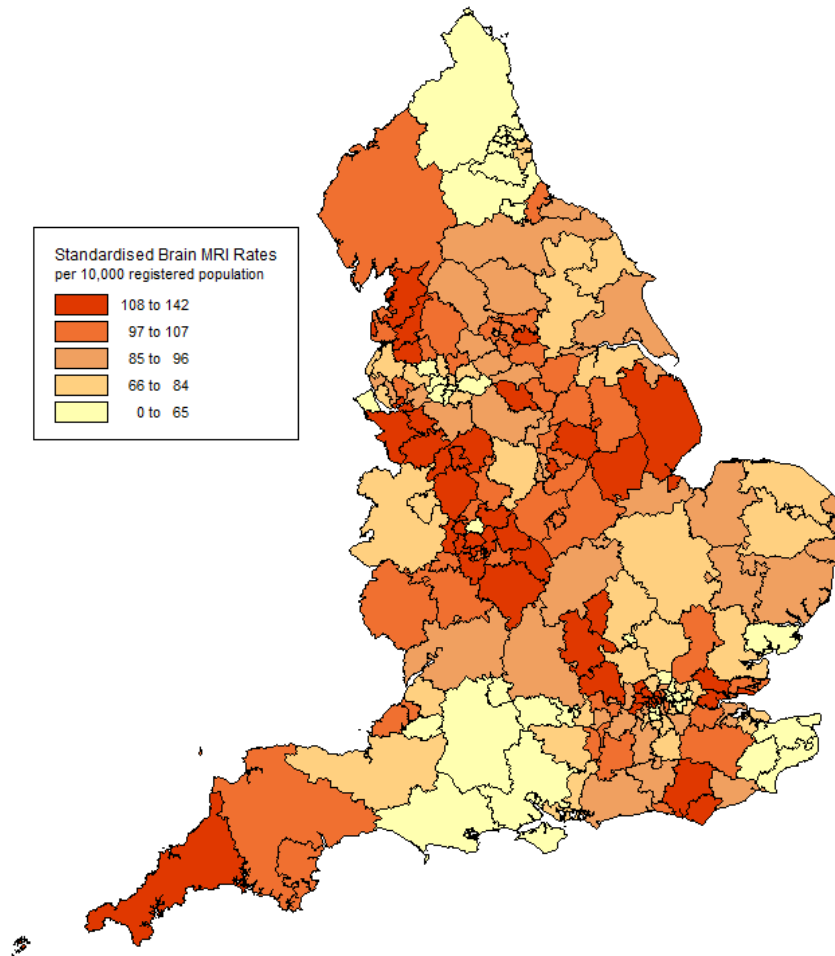 Standardised Brain MRI Rates
per 10,000 registered population
108 to 142
97 to 107
85 to 96
66 to 84
0 to 65